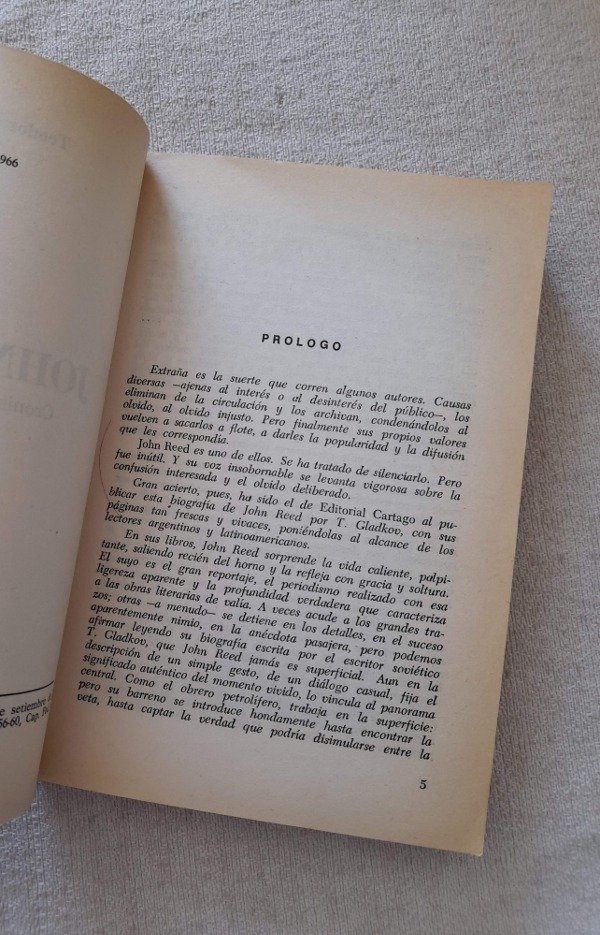 966
JOHN
e setiembre
56-60, Cap.
PROLOGO
Extraña es la suerte que corren algunos autores. Causas
diversas —ajenas al interés o al desinterés del público—, los
eliminan de la circulación y los archivan, condenándolos al
olvido, al olvido injusto. Pero finalmente sus propios valores
vuelven a sacarlos a flote, a darles la popularidad y la difusión
que les correspondía.
John Reed es uno de ellos. Se ha tratado de silenciarlo. Pero
fue inútil. Y su voz insobornable se levanta vigorosa sobre la
confusión interesada y el olvido deliberado.
Gran acierto, pues, ha sido el de Editorial Cartago al pu-
blicar esta biografía de John Reed por T. Gladkov, con sus
páginas tan frescas y vivaces, poniéndolas al alcance de los
lectores argentinos y latinoamericanos.
En sus libros, John Reed sorprende la vida caliente, palpi-
tante, saliendo recién del horno y la refleja con gracia y soltura.
El suyo es el gran reportaje, el periodismo realizado con esa
ligereza aparente y la profundidad verdadera que caracteriza
a las obras literarias de valía. A veces acude a los grandes tra-
zos; otras —a menudo— se detiene en los detalles, en el suceso
aparentemente nimio, en la anécdota pasajera, pero podemos
afirmar leyendo su biografía escrita por el escritor soviético
T. Gladkov, que John Reed jamás es superficial. Aun en la
descripción de un simple gesto, de un diálogo casual, fija el
significado auténtico del momento vivido, lo vincula al panorama
central. Como el obrero petrolífero, trabaja en la superficie:
pero su barreno se introduce hondamente hasta encontrar la
veta, hasta captar la verdad que podría disimularse entre la
5